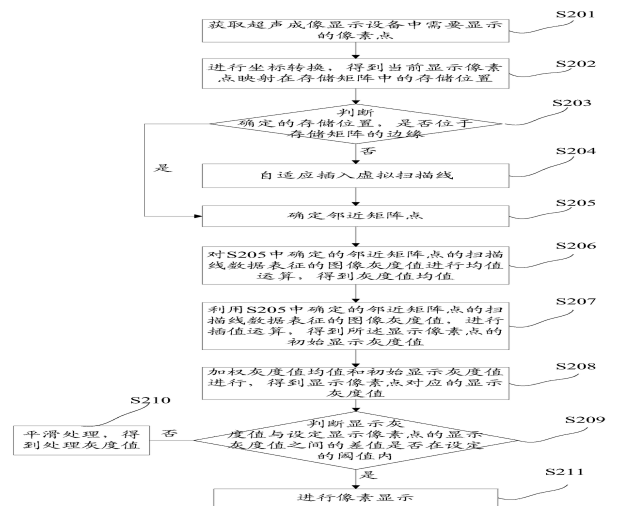 S201
获取超声成像显示设备中需要显示
的像素点
S202
进行坐标转换，得到当前显示像素
点映射在存储矩阵中的存储位置
S203
判断
确定的存储位置，是否位于
存储矩阵的边缘
是
否
S204
自适应插入虚拟扫描线
S205
确定邻近矩阵点
S206
对S205中确定的邻近矩阵点的扫描
线数据表征的图像灰度值进行均值
运算，得到灰度值均值
S207
利用S205中确定的邻近矩阵点的扫
描线数据表征的图像灰度值，进行
插值运算，得到所述显示像素点的
初始显示灰度值
S208
加权灰度值均值和初始显示灰度值
进行，得到显示像素点对应的显示
灰度值
S209
判断显示灰
度值与设定显示像素点的显示
灰度值之间的差值是否在设定
的阈值内
S210
否
平滑处理，得
到处理灰度值
是
S211
进行像素显示